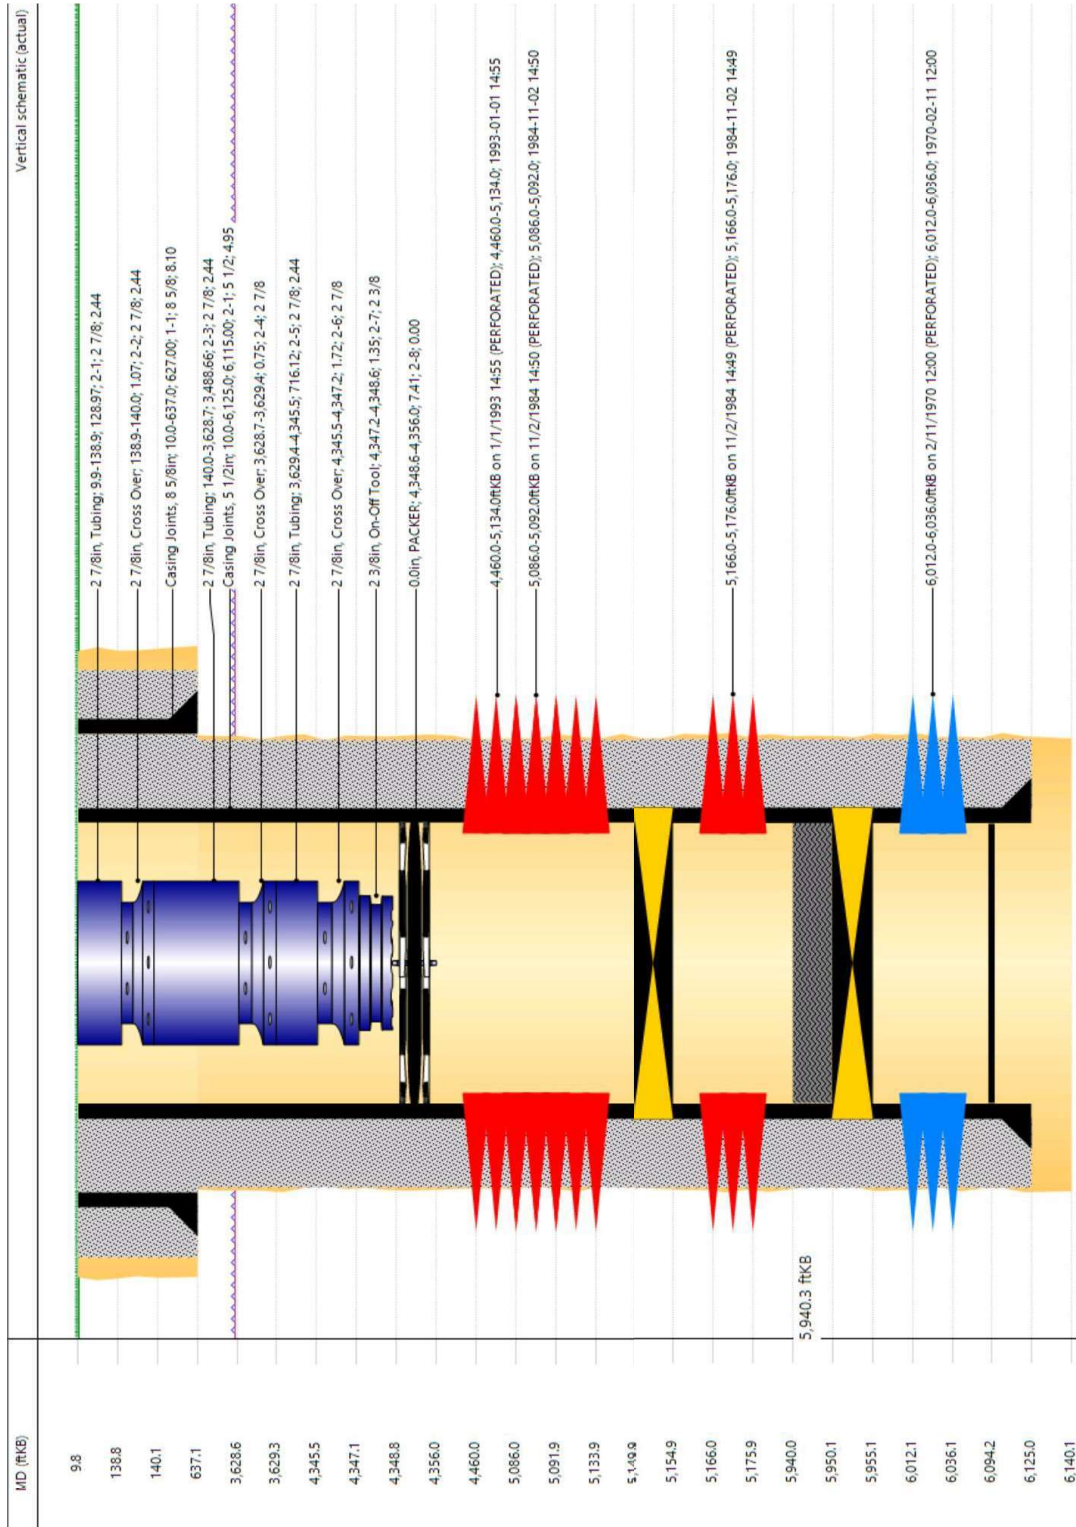 Vertical schematic (actual)
MD (ftKB)
9.8
138.8
140.1
637.1
3,628.6
3,629.3
4,345.5
4,347.1
4,348.8
4,356.0
4,460.0
5,086.0
5,091.9
5,133.9
5,149.9
5,154.9
5,166.0
5,175.9
5,940.0
5,950.1
5,955.1
6,012.1
6,036.1
6,094.2
6,125.0
6,140.1
5,940.3 ftKB
2 7/8in, Tubing; 9.9-138.9; 128.97; 2-1; 2 7/8; 2.44
2 7/8in, Cross Over; 138.9-140.0; 1.07; 2-2; 2 7/8; 2.44
Casing Joints, 8 5/8in; 10.0-637.0; 627.00; 1-1; 8 5/8; 8.10
2 7/8in, Tubing; 140.0-3,628.7; 3,488.66; 2-3; 2 7/8; 2.44
Casing Joints, 5 1/2in; 10.0-6,125.0; 6,115.00; 2-1; 5 1/2; 4.95
2 7/8in, Cross Over; 3,628.7-3,629.4; 0.75; 2-4; 2 7/8
2 7/8in, Tubing; 3,629.4-4,345.5; 716.12; 2-5; 2 7/8; 2.44
2 7/8in, Cross Over; 4,345.5-4,347.2; 1.72; 2-6; 2 7/8
2 3/8in, On-Off Tool; 4,347.2-4,348.6; 1.35; 2-7; 2 3/8
0.0in, PACKER; 4,348.6-4,356.0; 7.41; 2-8; 0.00
4,460.0-5,134.0ftKB on 1/1/1993 14:55 (PERFORATED); 4,460.0-5,134.0; 1993-01-01 14:55
5,086.0-5,092.0ftKB on 11/2/1984 14:50 (PERFORATED); 5,086.0-5,092.0; 1984-11-02 14:50
5,166.0-5,176.0ftKB on 11/2/1984 14:49 (PERFORATED); 5,166.0-5,176.0; 1984-11-02 14:49
6,012.0-6,036.0ftKB on 2/11/1970 12:00 (PERFORATED); 6,012.0-6,036.0; 1970-02-11 12:00